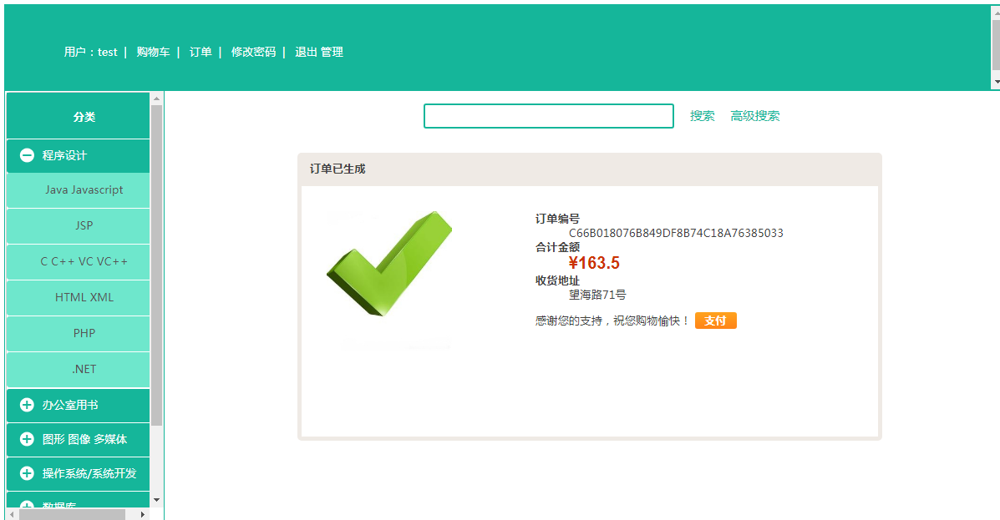 用户：test | 购物车 | 订单 | 修改密码 | 退出 管理
分类
程序设计
Java Javascript
JSP
C C++ VC VC++
HTML XML
PHP
.NET
办公室用书
图形 图像 多媒体
操作系统/系统开发
数据库
搜索 高级搜索
订单已生成
订单编号
C66B018076B849DF8B74C18A76385033
合计金额
¥163.5
收货地址
望海路71号
感谢您的支持，祝您购物愉快！ 支付